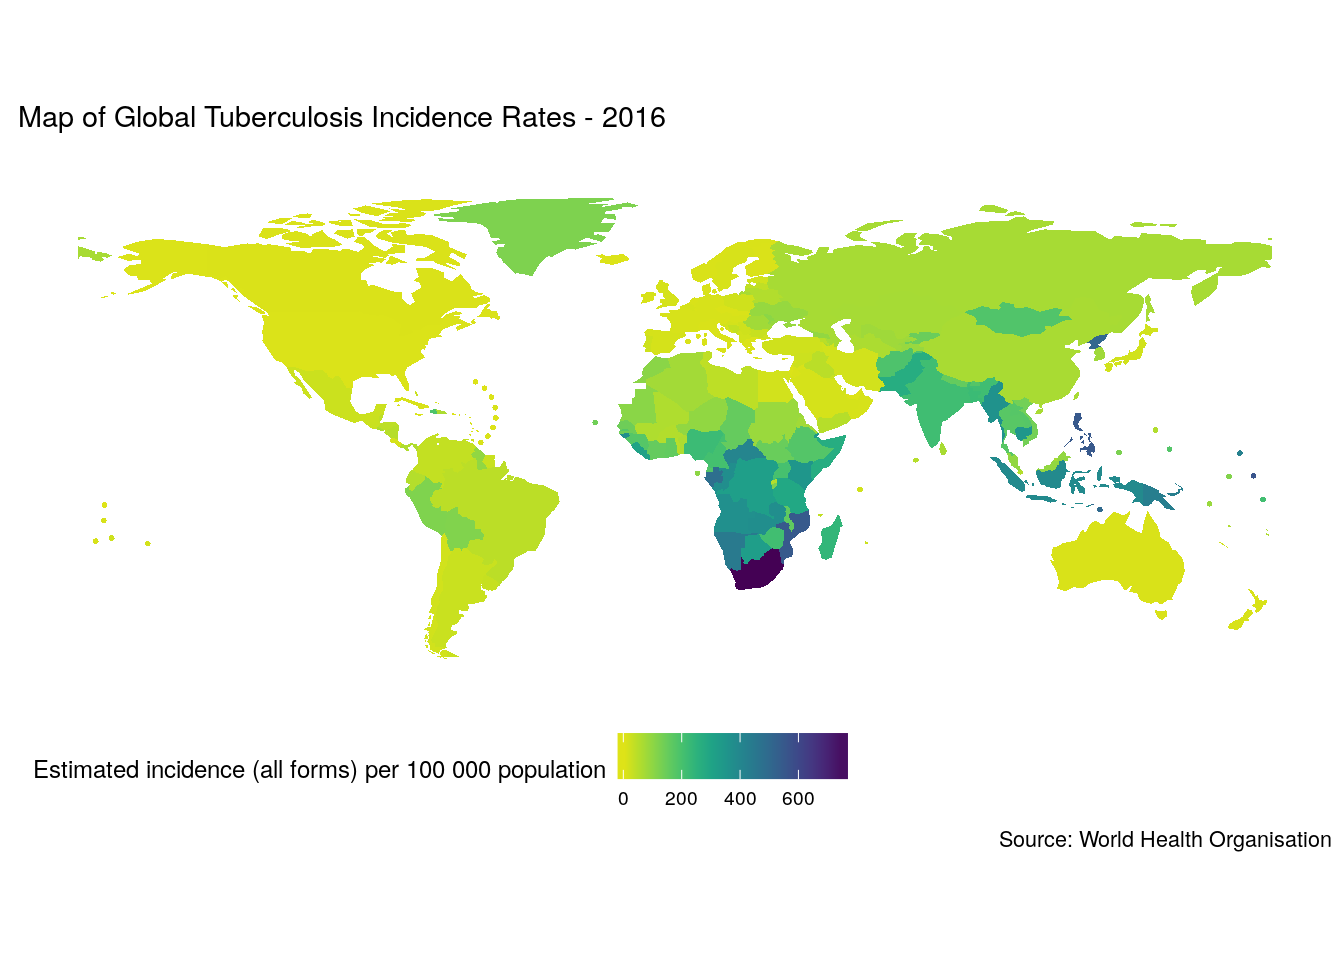 Map of Global Tuberculosis Incidence Rates - 2016
Estimated incidence (all forms) per 100 000 population
0 200 400 600
Source: World Health Organisation